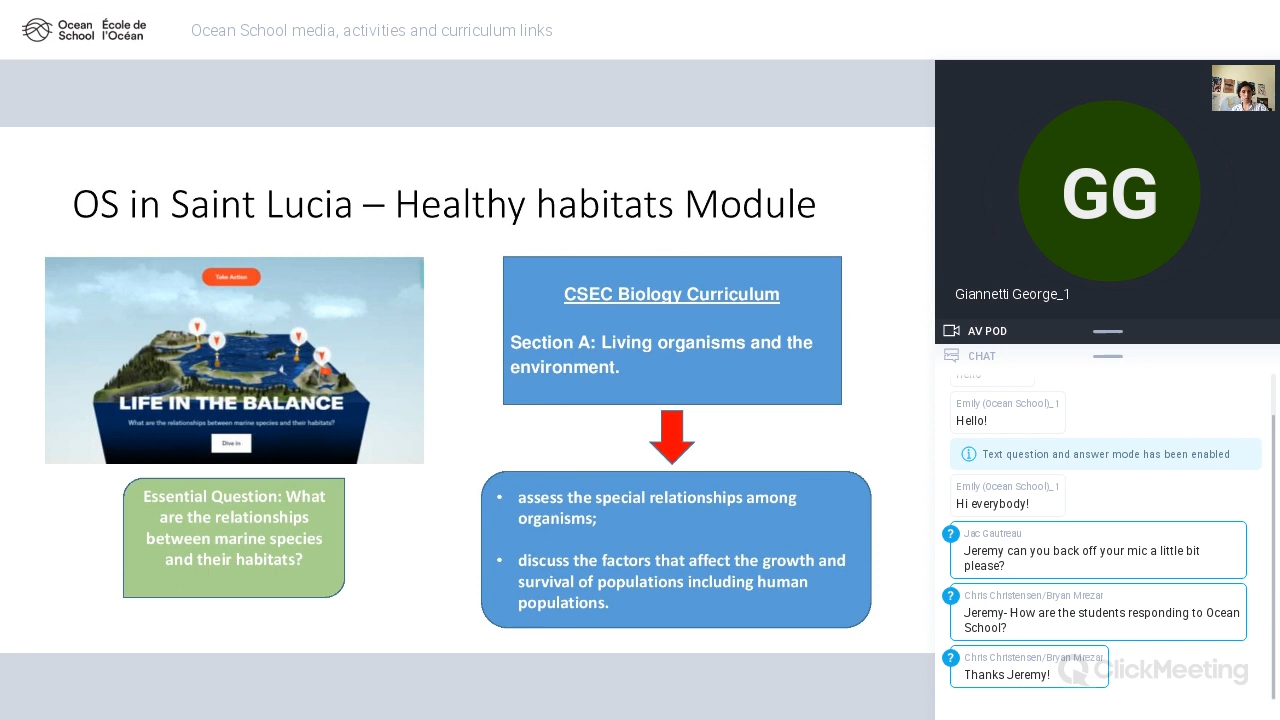 Ocean École de
School l'Océan
Ocean School media, activities and curriculum links
OS in Saint Lucia – Healthy habitats Module
Take Action
LIFE IN THE BALANCE
What are the relationships between marine species and their habitats?
Dive in
Essential Question: What
are the relationships
between marine species
and their habitats?
CSEC Biology Curriculum
Section A: Living organisms and the
environment.
• assess the special relationships among
organisms;
• discuss the factors that affect the growth and
survival of populations including human
populations.
GG
Giannetti George_1
AV POD
CHAT
Hello
Emily (Ocean School)_1
Hello!
Text question and answer mode has been enabled
Emily (Ocean School)_1
Hi everybody!
? Jac Gautreau
Jeremy can you back off your mic a little bit
please?
? Chris Christensen/Bryan Mrezar
Jeremy- How are the students responding to Ocean
School?
? Chris Christensen/Bryan Mrezar
Thanks Jeremy!
ClickMeeting